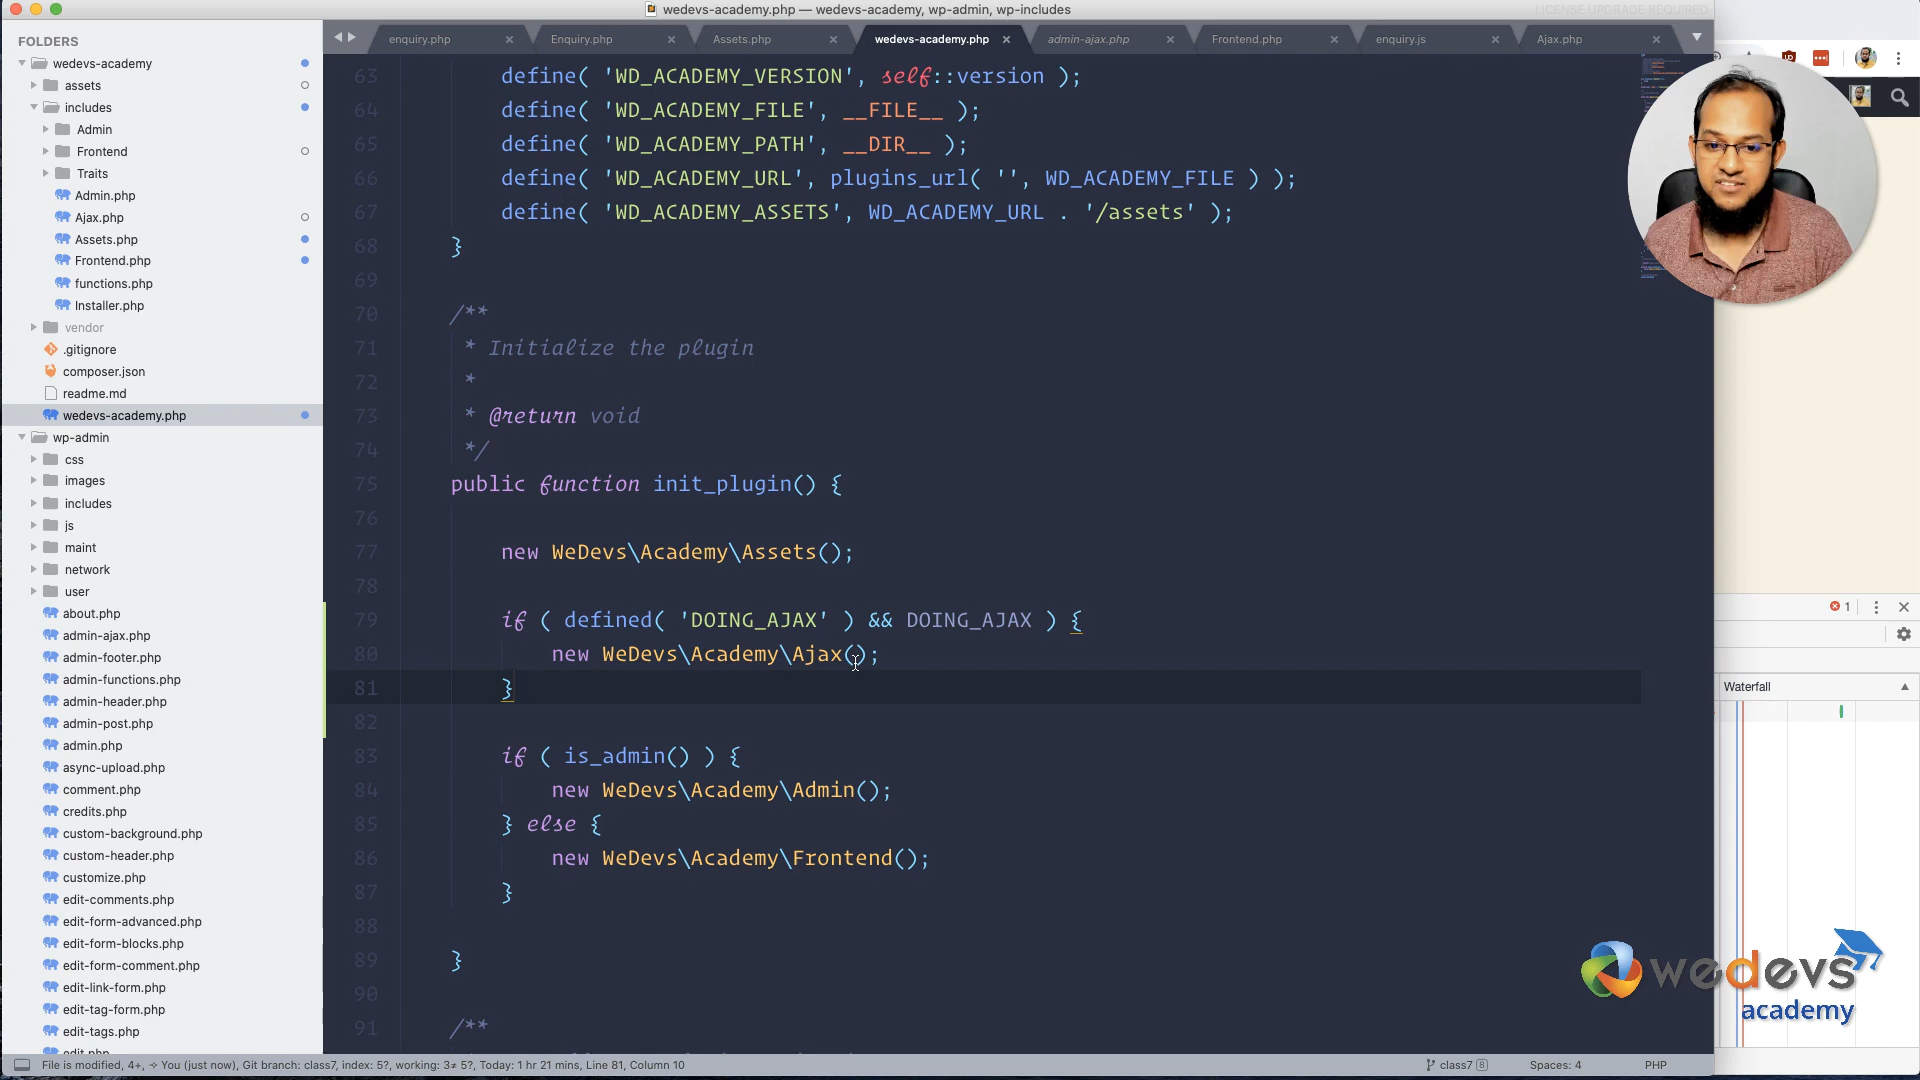 wedevs-academy.php — wedevs-academy, wp-admin, wp-includes
LICENSE UPGRADE REQUIRED
FOLDERS
wedevs-academy
assets
includes
Admin
Frontend
Traits
Admin.php
Ajax.php
Assets.php
Frontend.php
functions.php
Installer.php
vendor
.gitignore
composer.json
readme.md
wedevs-academy.php
wp-admin
css
images
includes
js
maint
network
user
about.php
admin-ajax.php
admin-footer.php
admin-functions.php
admin-header.php
admin-post.php
admin.php
async-upload.php
comment.php
credits.php
custom-background.php
custom-header.php
customize.php
edit-comments.php
edit-form-advanced.php
edit-form-blocks.php
edit-form-comment.php
edit-link-form.php
edit-tag-form.php
edit-tags.php
edit.php
enquiry.php
Enquiry.php
Assets.php
wedevs-academy.php
admin-ajax.php
Frontend.php
enquiry.js
Ajax.php
63 define( 'WD_ACADEMY_VERSION', self::version );
64 define( 'WD_ACADEMY_FILE', __FILE__ );
65 define( 'WD_ACADEMY_PATH', __DIR__ );
66 define( 'WD_ACADEMY_URL', plugins_url( '', WD_ACADEMY_FILE ) );
67 define( 'WD_ACADEMY_ASSETS', WD_ACADEMY_URL . '/assets' );
68 }
69
70 /**
71 * Initialize the plugin
72 *
73 * @return void
74 */
75 public function init_plugin() {
76
77 new WeDevs\Academy\Assets();
78
79 if ( defined( 'DOING_AJAX' ) && DOING_AJAX ) {
80 new WeDevs\Academy\Ajax();
81 }
82
83 if ( is_admin() ) {
84 new WeDevs\Academy\Admin();
85 } else {
86 new WeDevs\Academy\Frontend();
87 }
88
89 }
90
91 /**
1
Waterfall
wedevs
academy
File is modified, 4+, ✧ You (just now), Git branch: class7, index: 5?, working: 3≠ 5?, Today: 1 hr 21 mins, Line 81, Column 10
class7 8
Spaces: 4
PHP